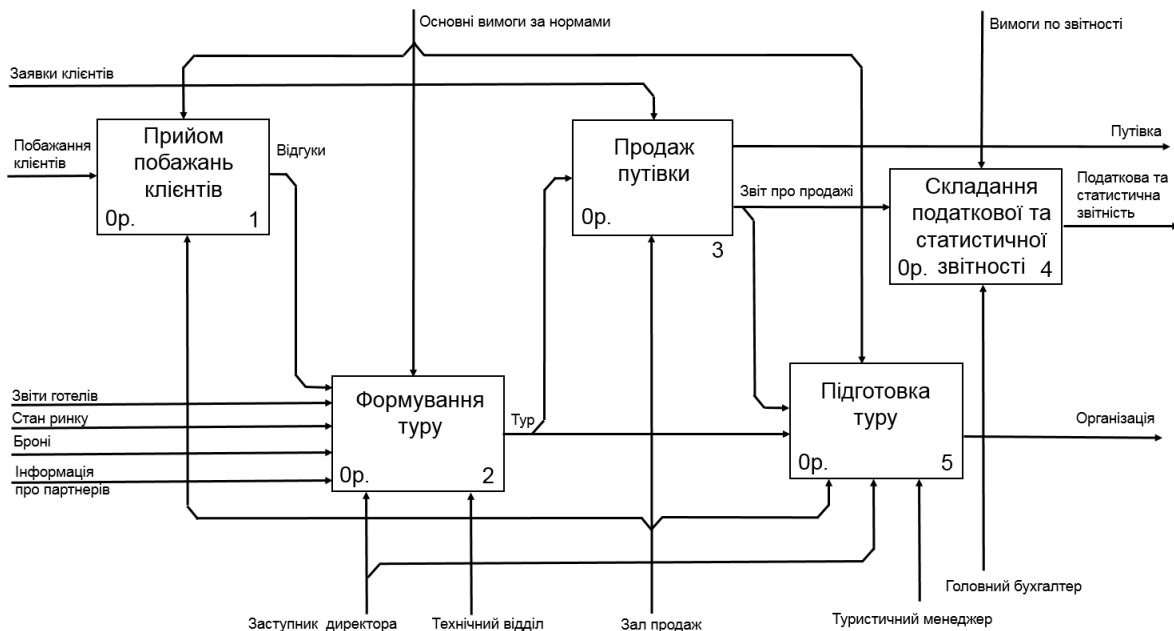 Основні вимоги за нормами
Вимоги по звітності
Заявки клієнтів
Побажання
клієнтів
Прийом
побажань
клієнтів
0р.
1
Відгуки
Продаж
путівки
0р.
3
Путівка
Звіт про продажі
Складання
податкової та
статистичної
звітності
0р.
4
Податкова та
статистична
звітність
Звіти готелів
Стан ринку
Броні
Інформація
про партнерів
Формування
туру
0р.
2
Тур
Підготовка
туру
0р.
5
Організація
Заступник директора
Технічний відділ
Зал продаж
Туристичний менеджер
Головний бухгалтер